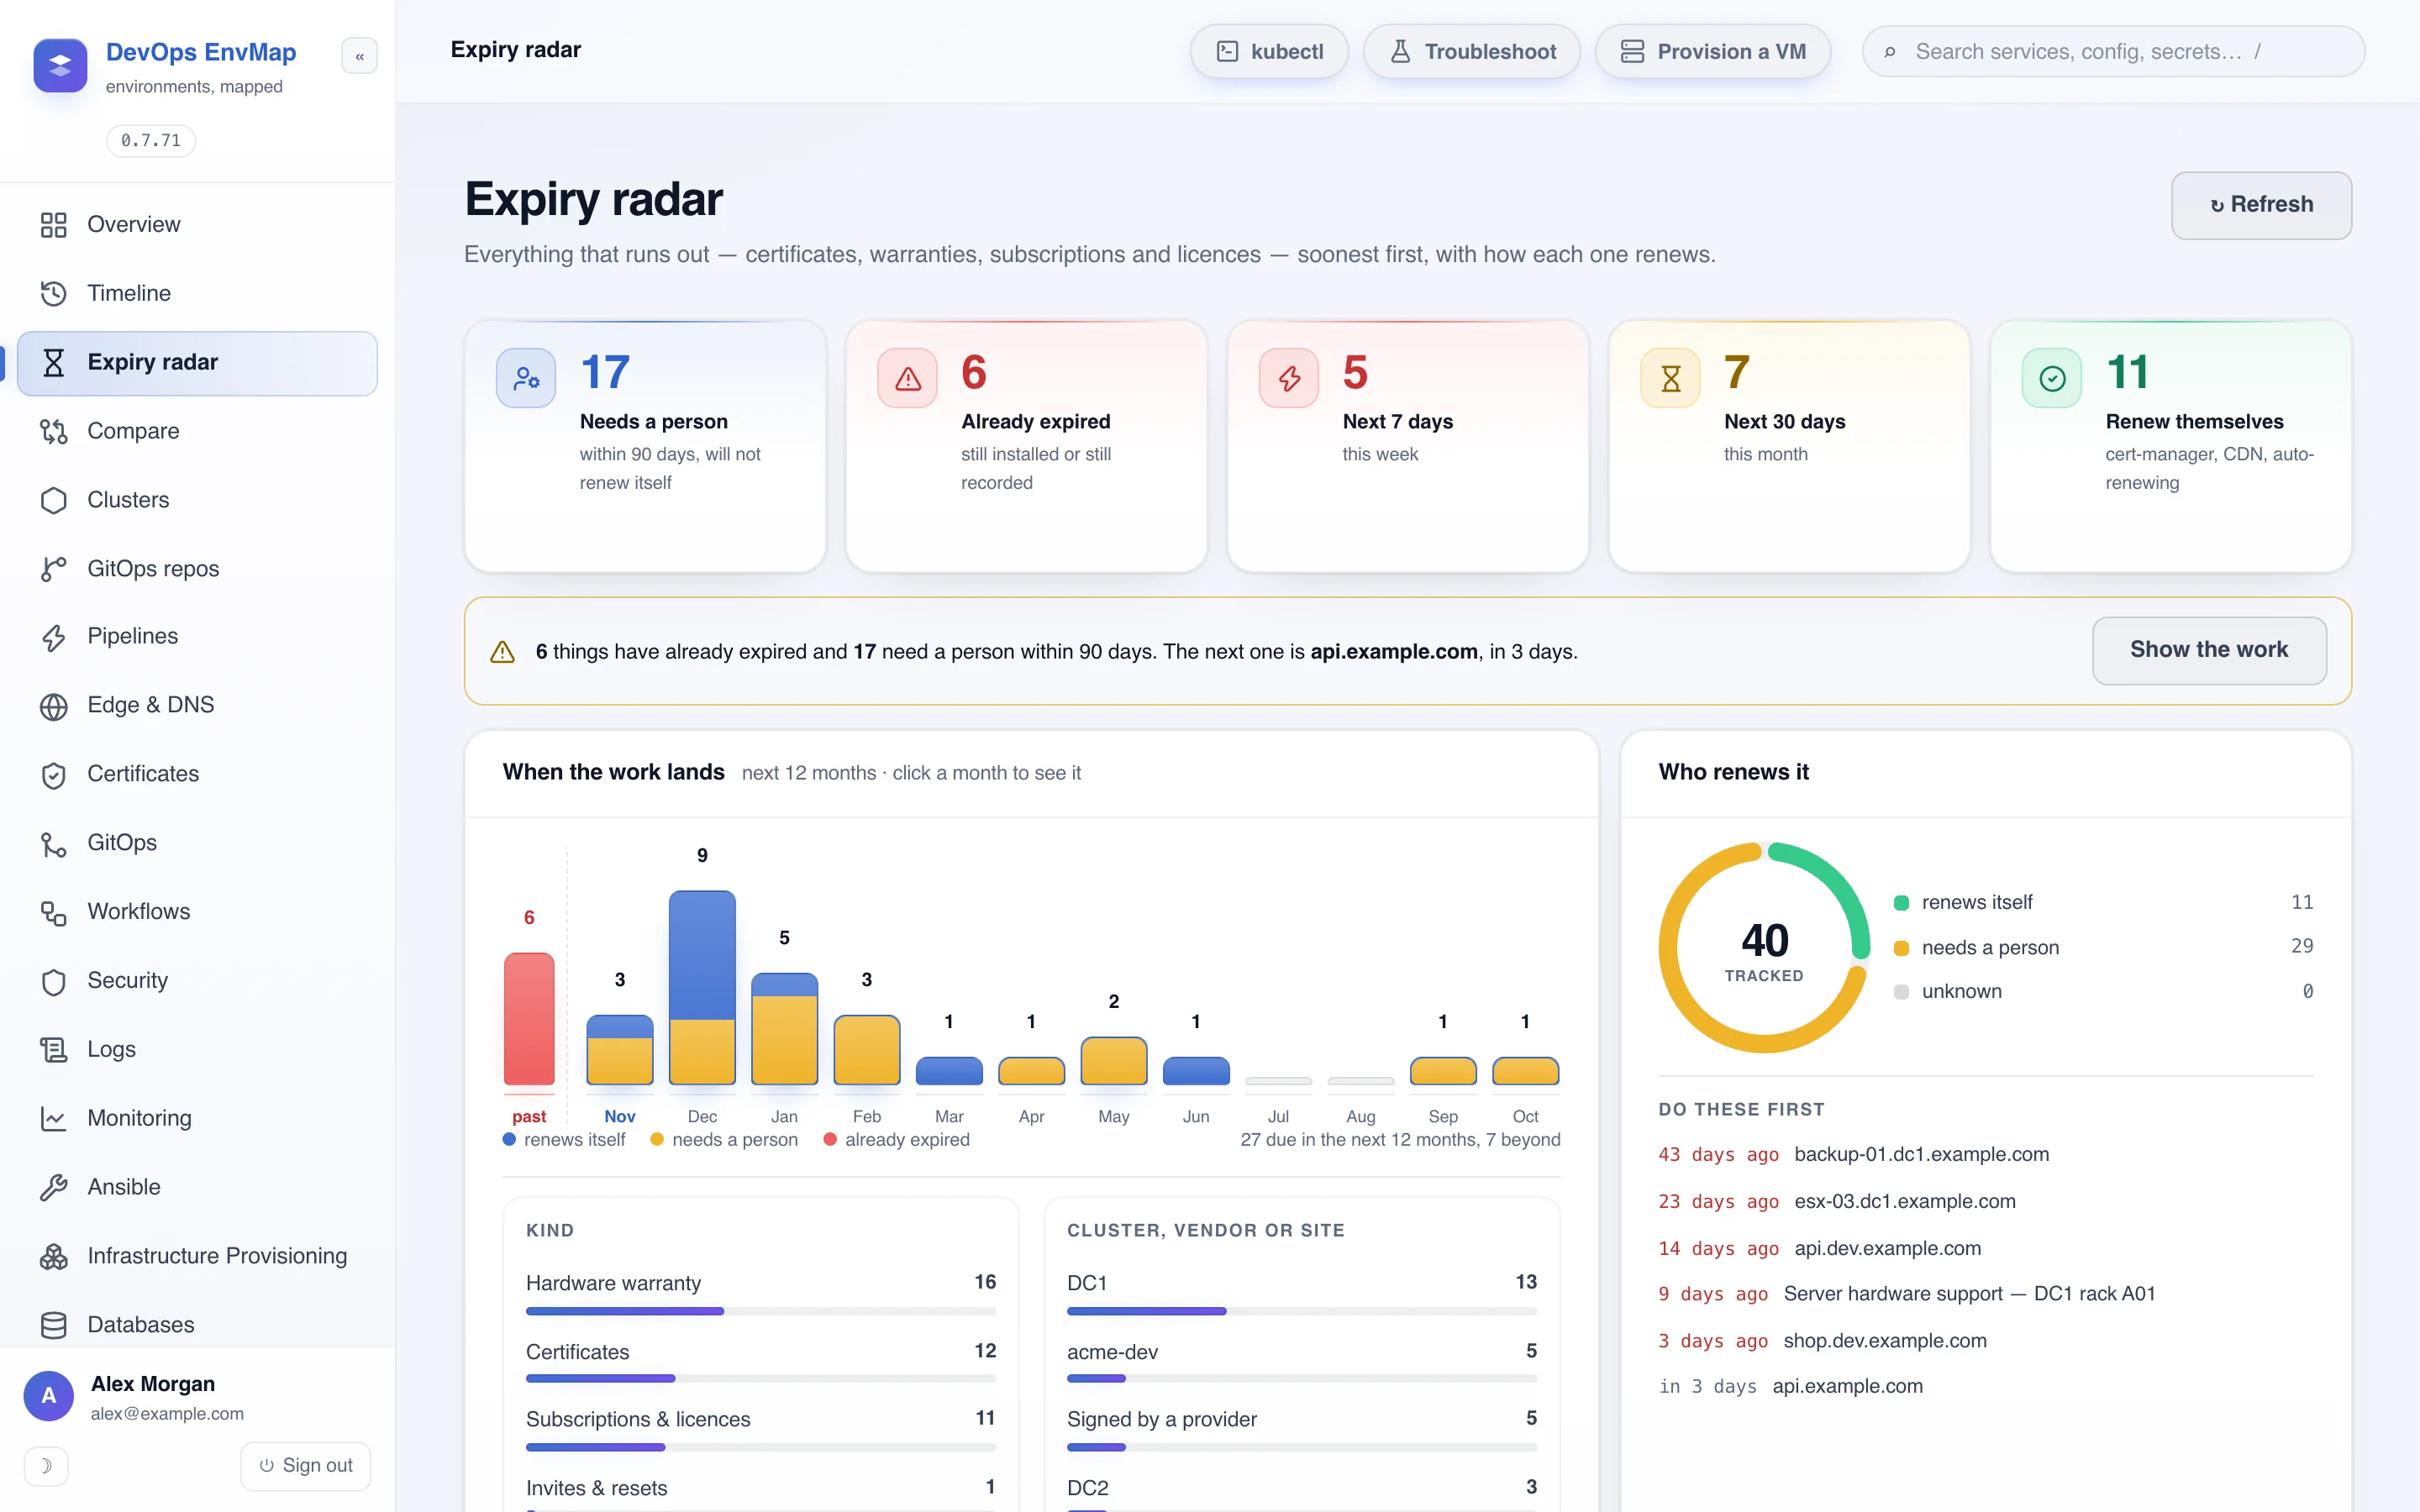 DevOps EnvMap
environments, mapped
«
0.7.71
Overview
Timeline
Expiry radar
Compare
Clusters
GitOps repos
Pipelines
Edge & DNS
Certificates
GitOps
Workflows
Security
Logs
Monitoring
Ansible
Infrastructure Provisioning
Databases
A
Alex Morgan
alex@example.com
Sign out
Expiry radar
kubectl
Troubleshoot
Provision a VM
Search services, config, secrets… /
Expiry radar
Everything that runs out — certificates, warranties, subscriptions and licences — soonest first, with how each one renews.
↻ Refresh
17
Needs a person
within 90 days, will not
renew itself
6
Already expired
still installed or still
recorded
5
Next 7 days
this week
7
Next 30 days
this month
11
Renew themselves
cert-manager, CDN, auto-
renewing
6 things have already expired and 17 need a person within 90 days. The next one is api.example.com, in 3 days.
Show the work
When the work lands next 12 months · click a month to see it
6
3
9
5
3
1
1
2
1
1
1
past Nov Dec Jan Feb Mar Apr May Jun Jul Aug Sep Oct
renews itself needs a person already expired 27 due in the next 12 months, 7 beyond
KIND
Hardware warranty 16
Certificates 12
Subscriptions & licences 11
Invites & resets 1
CLUSTER, VENDOR OR SITE
DC1 13
acme-dev 5
Signed by a provider 5
DC2 3
Who renews it
40
TRACKED
renews itself 11
needs a person 29
unknown 0
DO THESE FIRST
43 days ago backup-01.dc1.example.com
23 days ago esx-03.dc1.example.com
14 days ago api.dev.example.com
9 days ago Server hardware support — DC1 rack A01
3 days ago shop.dev.example.com
in 3 days api.example.com